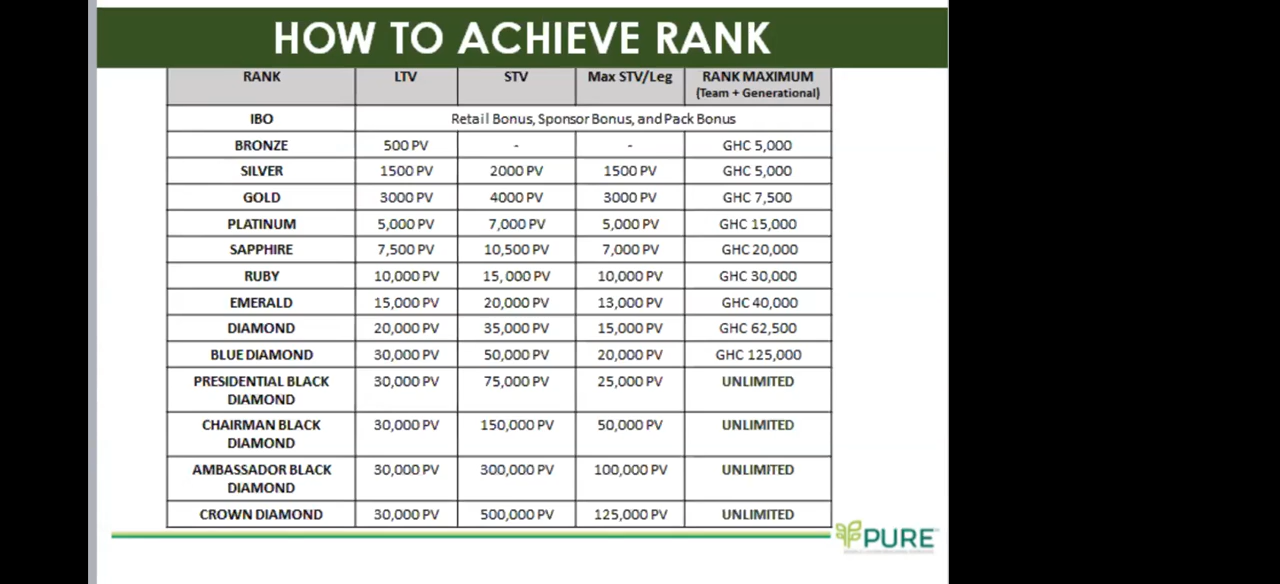 HOW TO ACHIEVE RANK
RANK LTV STV Max STV/Leg RANK MAXIMUM
(Team + Generational)
IBO Retail Bonus, Sponsor Bonus, and Pack Bonus
BRONZE 500 PV - - GHC 5,000
SILVER 1500 PV 2000 PV 1500 PV GHC 5,000
GOLD 3000 PV 4000 PV 3000 PV GHC 7,500
PLATINUM 5,000 PV 7,000 PV 5,000 PV GHC 15,000
SAPPHIRE 7,500 PV 10,500 PV 7,000 PV GHC 20,000
RUBY 10,000 PV 15,000 PV 10,000 PV GHC 30,000
EMERALD 15,000 PV 20,000 PV 13,000 PV GHC 40,000
DIAMOND 20,000 PV 35,000 PV 15,000 PV GHC 62,500
BLUE DIAMOND 30,000 PV 50,000 PV 20,000 PV GHC 125,000
PRESIDENTIAL BLACK 30,000 PV 75,000 PV 25,000 PV UNLIMITED
DIAMOND
CHAIRMAN BLACK 30,000 PV 150,000 PV 50,000 PV UNLIMITED
DIAMOND
AMBASSADOR BLACK 30,000 PV 300,000 PV 100,000 PV UNLIMITED
DIAMOND
CROWN DIAMOND 30,000 PV 500,000 PV 125,000 PV UNLIMITED
PURE